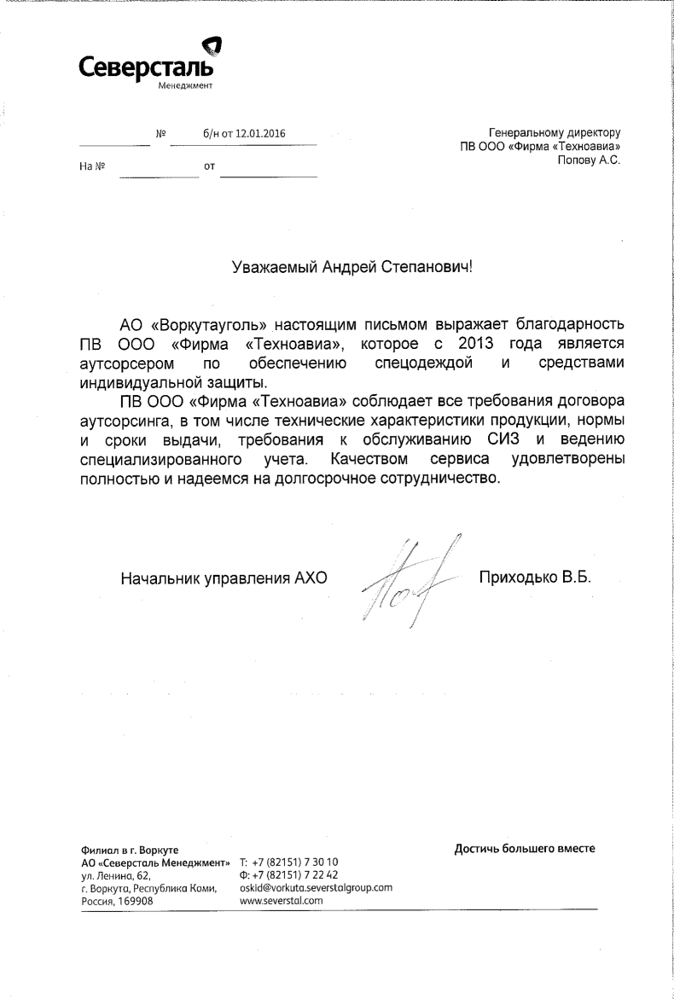 Северсталь
Менеджмент
№ б/н от 12.01.2016
На № от
Генеральному директору
ПВ ООО «Фирма «Техноавиа»
Попову А.С.
Уважаемый Андрей Степанович!
АО «Воркутауголь» настоящим письмом выражает благодарность
ПВ ООО «Фирма «Техноавиа», которое с 2013 года является
аутсорсером по обеспечению спецодеждой и средствами
индивидуальной защиты.
ПВ ООО «Фирма «Техноавиа» соблюдает все требования договора
аутсорсинга, в том числе технические характеристики продукции, нормы
и сроки выдачи, требования к обслуживанию СИЗ и ведению
специализированного учета. Качеством сервиса удовлетворены
полностью и надеемся на долгосрочное сотрудничество.
Начальник управления АХО
Приходько В.Б.
Филиал в г. Воркуте
АО «Северсталь Менеджмент»
ул. Ленина, 62,
г. Воркута, Республика Коми,
Россия, 169908
Т: +7 (82151) 7 30 10
Ф: +7 (82151) 7 22 42
oskid@vorkuta.severstalgroup.com
www.severstal.com
Достичь большего вместе